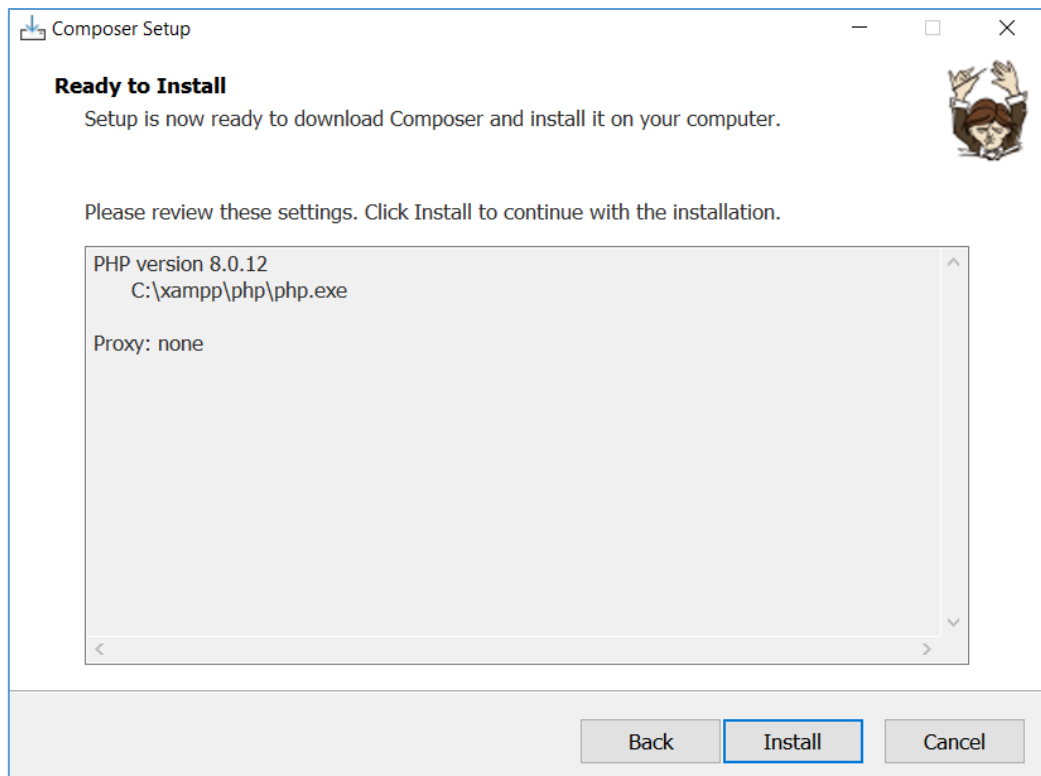 Composer Setup
Ready to Install
Setup is now ready to download Composer and install it on your computer.
Please review these settings. Click Install to continue with the installation.
PHP version 8.0.12
C:\xampp\php\php.exe
Proxy: none
Back
Install
Cancel